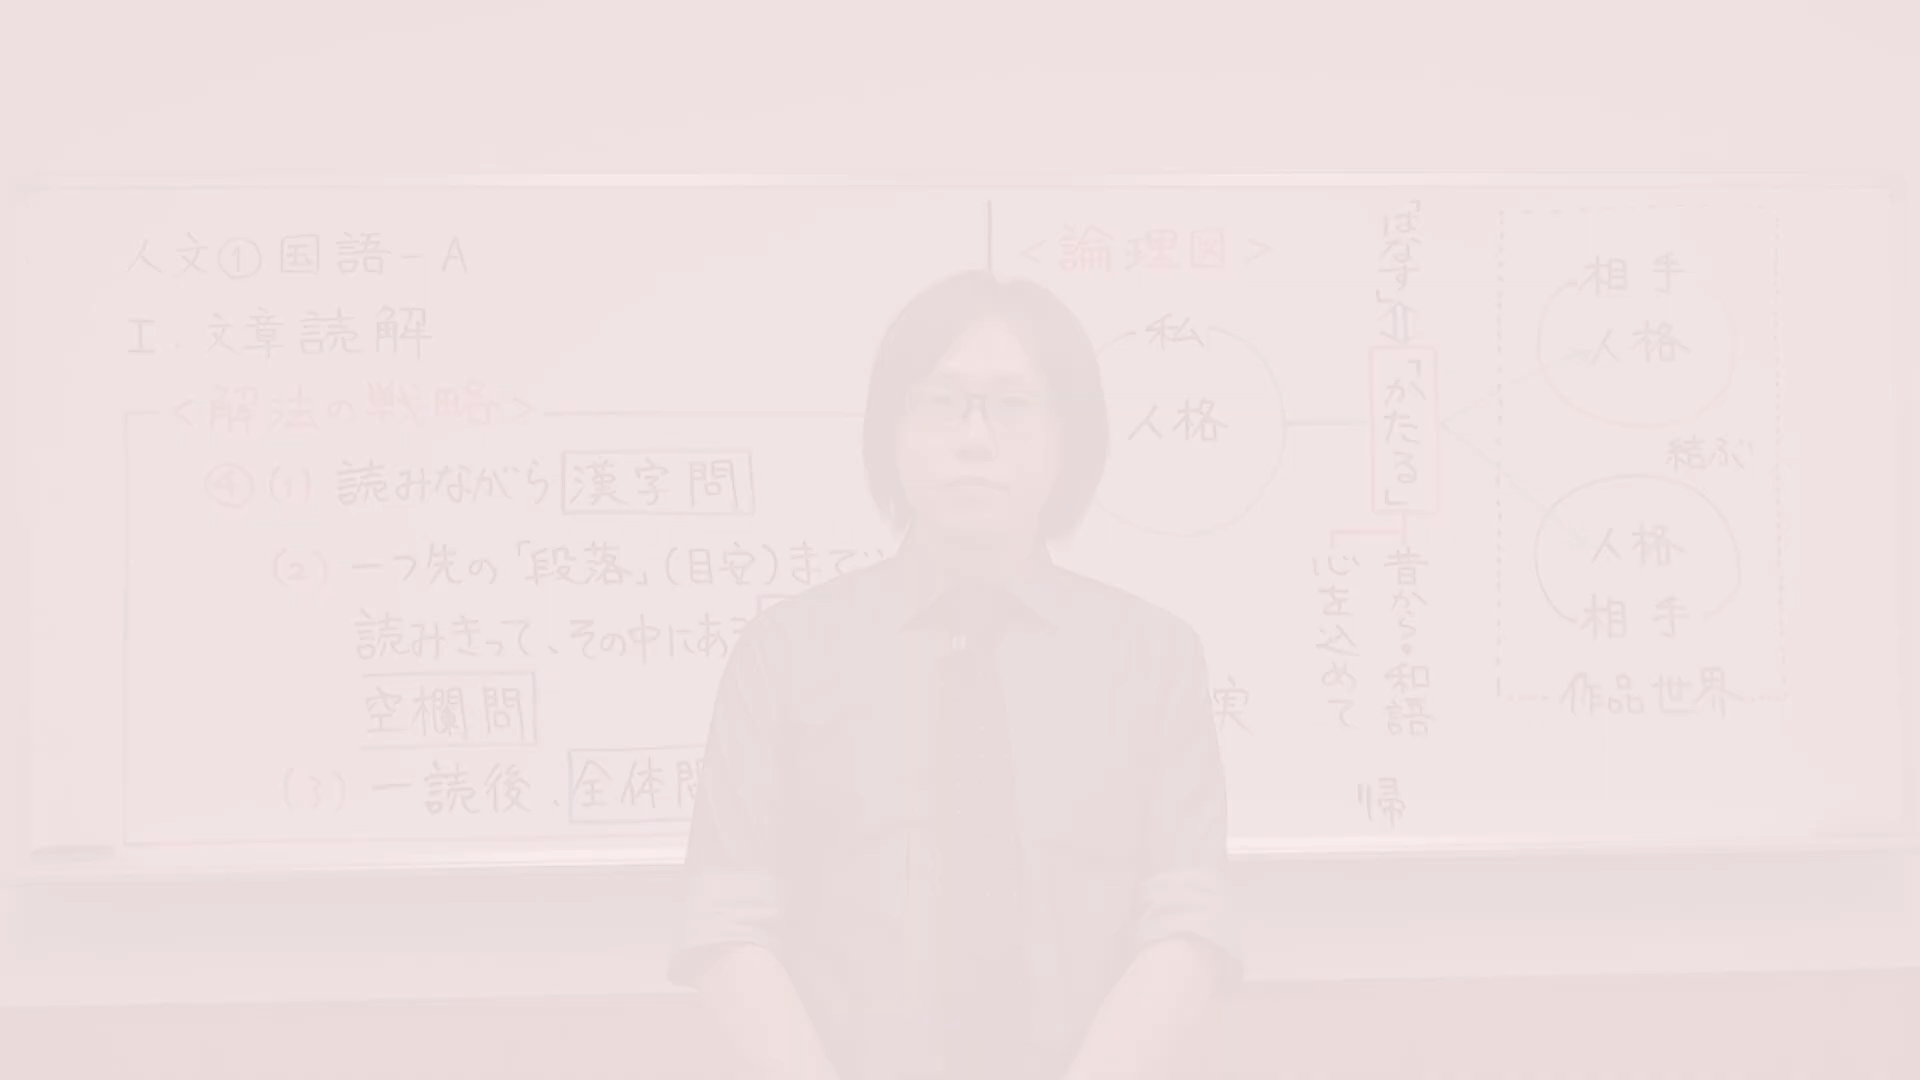 人文①国語-A
I. 文章読解
<解法の戦略>
④(1) 読みながら漢字問
(2) 一つ先の「段落」(目安)まで
読みきって、その中にある
空欄問
(3) 一読後、全体問
<論理図>
私
人格
「はなす」⇕「かたる」
昔から。和語
心を込めて
実
帰
相手
人格
結ぶ
人格
相手
作品世界